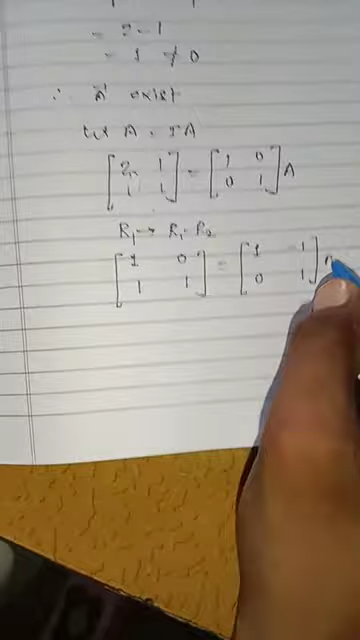 = 2 - 1
= 1 ≠ 0
∴ A⁻¹ exist
Let A = IA
[2 1; 1 1] = [1 0; 0 1] A
R₁ → R₁ - R₂
[1 0; 1 1] = [1 1; 0 1]